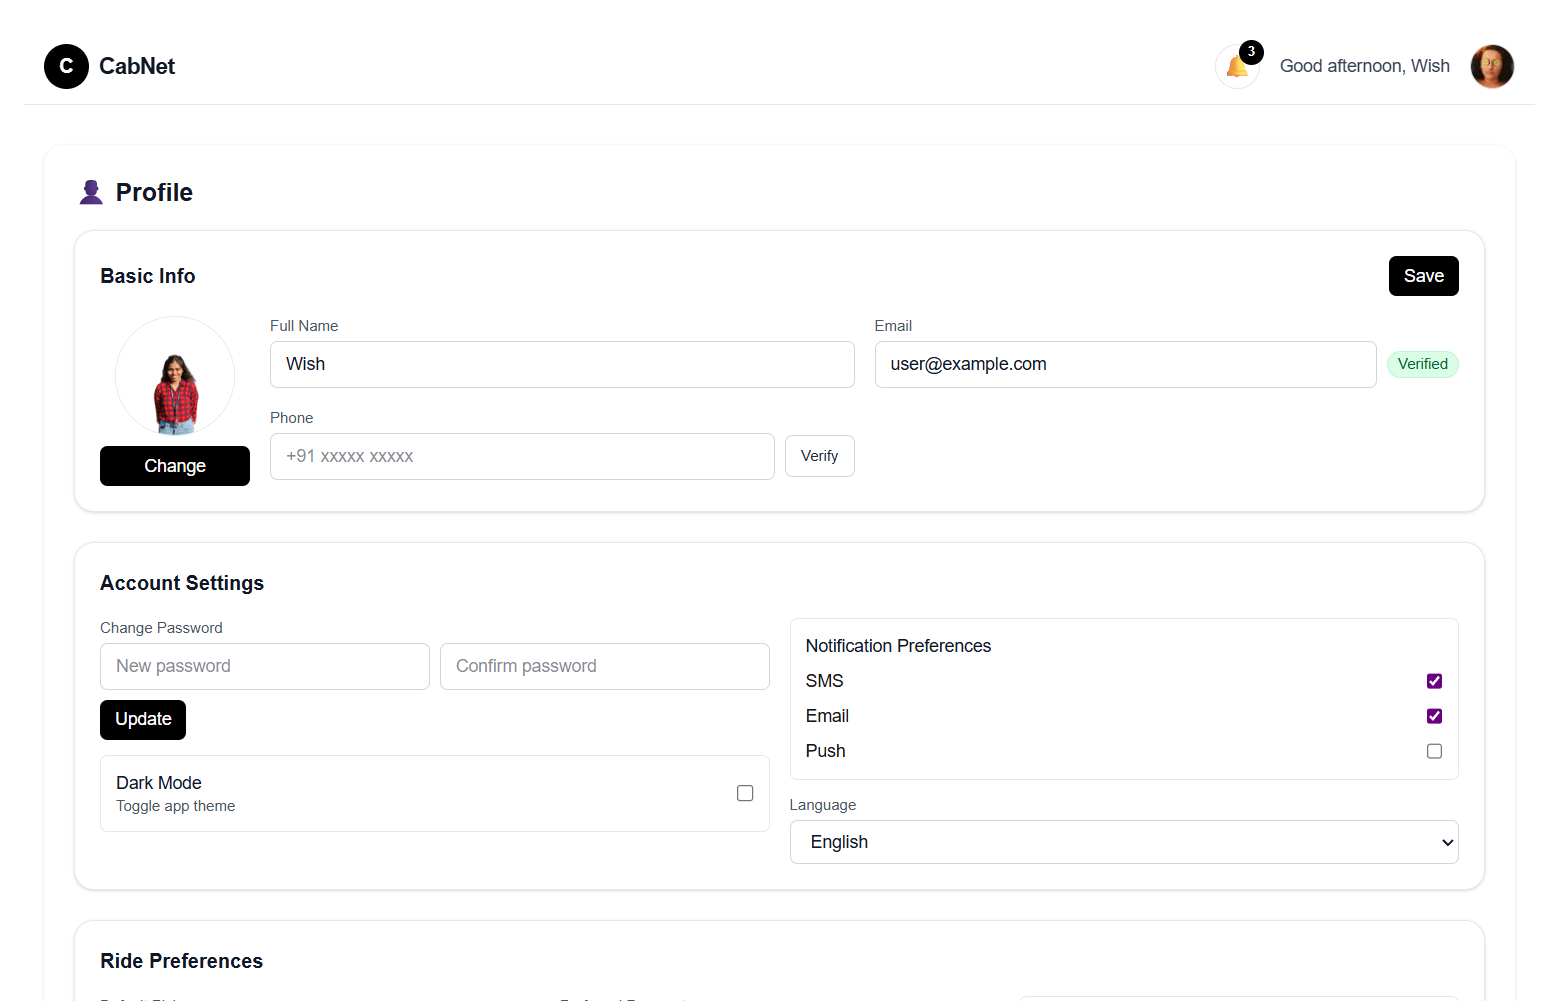 C CabNet
3
Good afternoon, Wish
Profile
Basic Info
Save
Full Name
Wish
Email
user@example.com
Verified
Change
Phone
+91 xxxxx xxxxx
Verify
Account Settings
Change Password
New password
Confirm password
Update
Dark Mode
Toggle app theme
Notification Preferences
SMS
Email
Push
Language
English
Ride Preferences